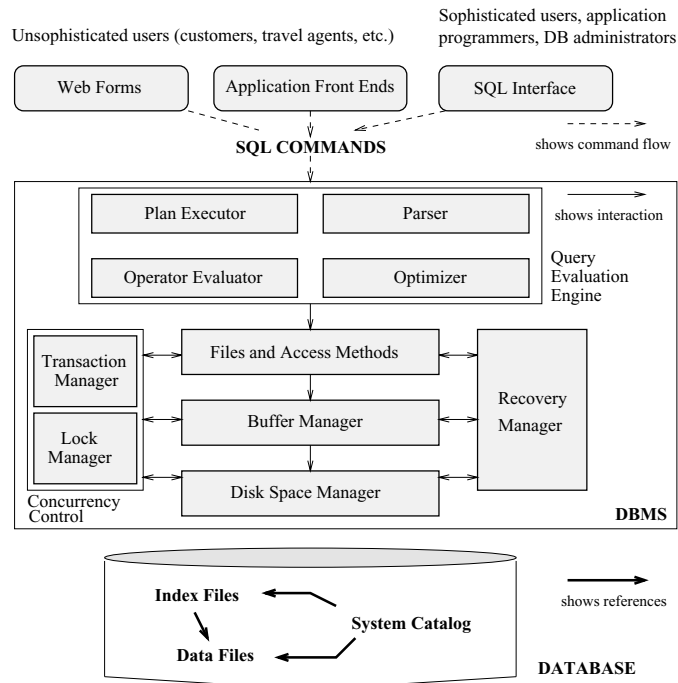 Unsophisticated users (customers, travel agents, etc.)
Sophisticated users, application
programmers, DB administrators
Web Forms
Application Front Ends
SQL Interface
SQL COMMANDS
shows command flow
Plan Executor
Parser
shows interaction
Operator Evaluator
Optimizer
Query
Evaluation
Engine
Files and Access Methods
Transaction
Manager
Recovery
Manager
Buffer Manager
Lock
Manager
Disk Space Manager
Concurrency
Control
DBMS
Index Files
shows references
System Catalog
Data Files
DATABASE